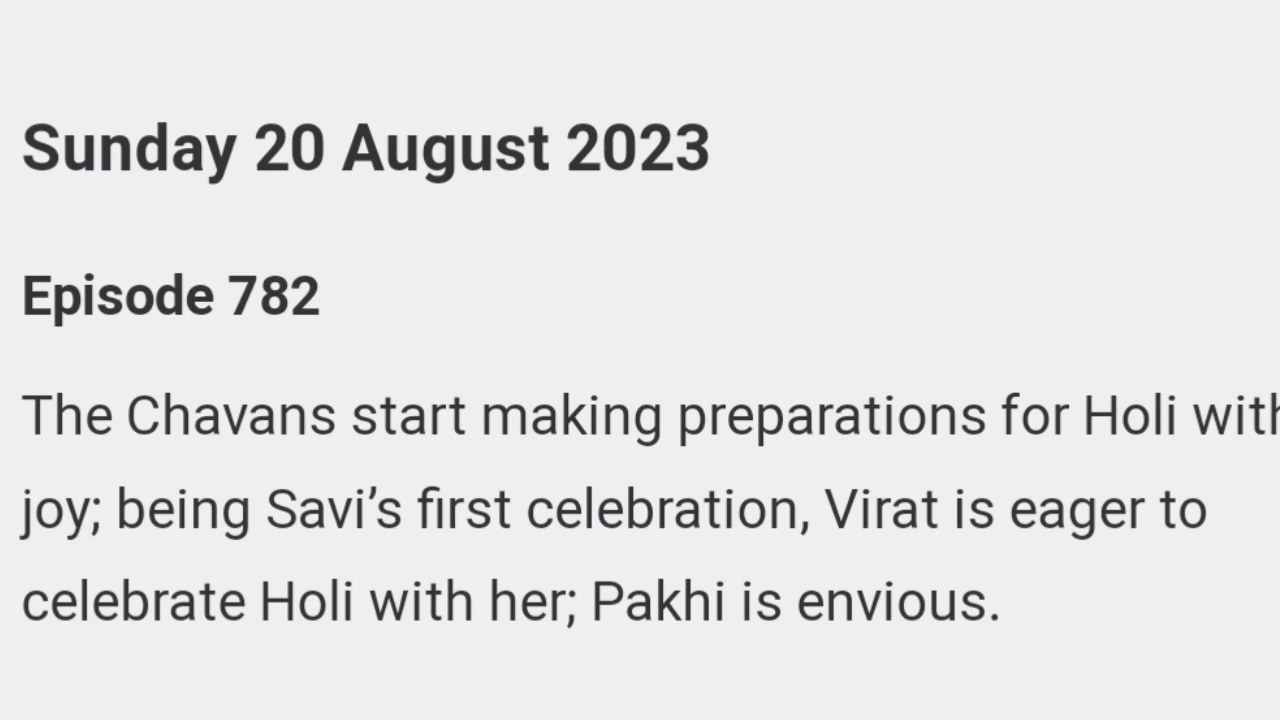 Sunday 20 August 2023
Episode 782
The Chavans start making preparations for Holi with
joy; being Savi’s first celebration, Virat is eager to
celebrate Holi with her; Pakhi is envious.